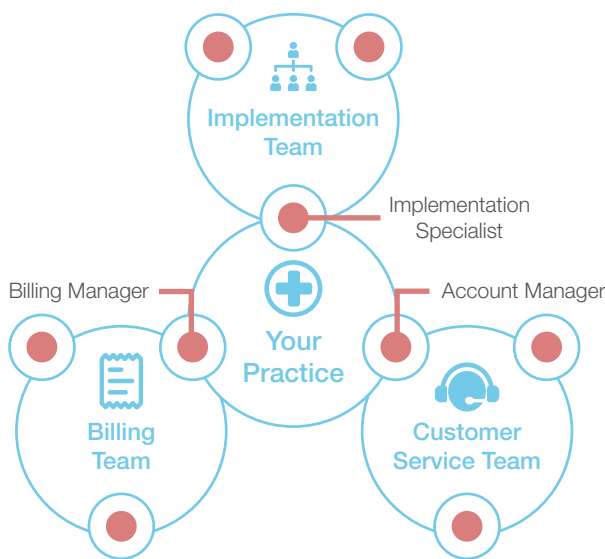 Implementation
Team
Implementation
Specialist
Billing Manager
Account Manager
Your
Practice
Billing
Team
Customer
Service Team